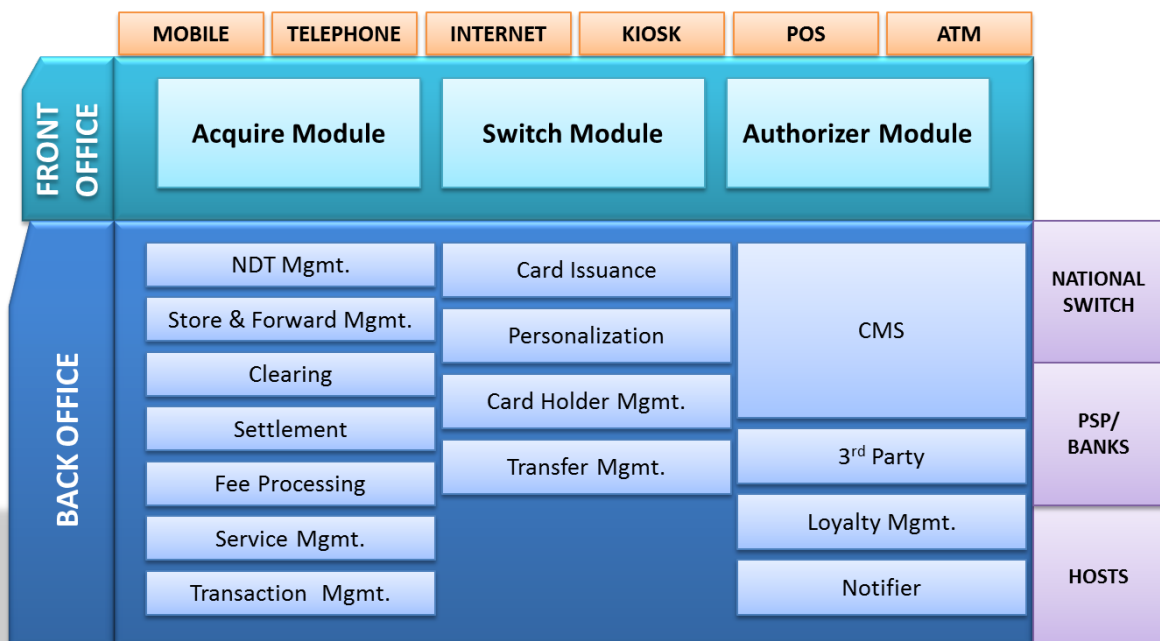 MOBILE
TELEPHONE
INTERNET
KIOSK
POS
ATM
FRONT
OFFICE
Acquire Module
Switch Module
Authorizer Module
BACK OFFICE
NDT Mgmt.
Store & Forward Mgmt.
Clearing
Settlement
Fee Processing
Service Mgmt.
Transaction Mgmt.
Card Issuance
Personalization
Card Holder Mgmt.
Transfer Mgmt.
CMS
3rd Party
Loyalty Mgmt.
Notifier
NATIONAL
SWITCH
PSP/
BANKS
HOSTS